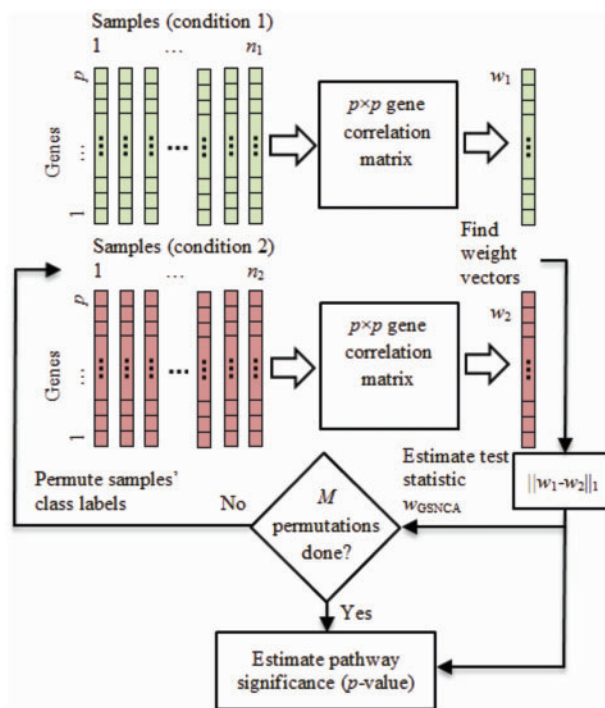 Samples (condition 1)
1 ... n1
p
Genes
...
1
p×p gene
correlation
matrix
w1
Samples (condition 2)
1 ... n2
p
Genes
...
1
p×p gene
correlation
matrix
Find
weight
vectors
w2
Permute samples'
class labels
No
M
permutations
done?
Estimate test
statistic
wGSNCA
||w1-w2||1
Yes
Estimate pathway
significance (p-value)